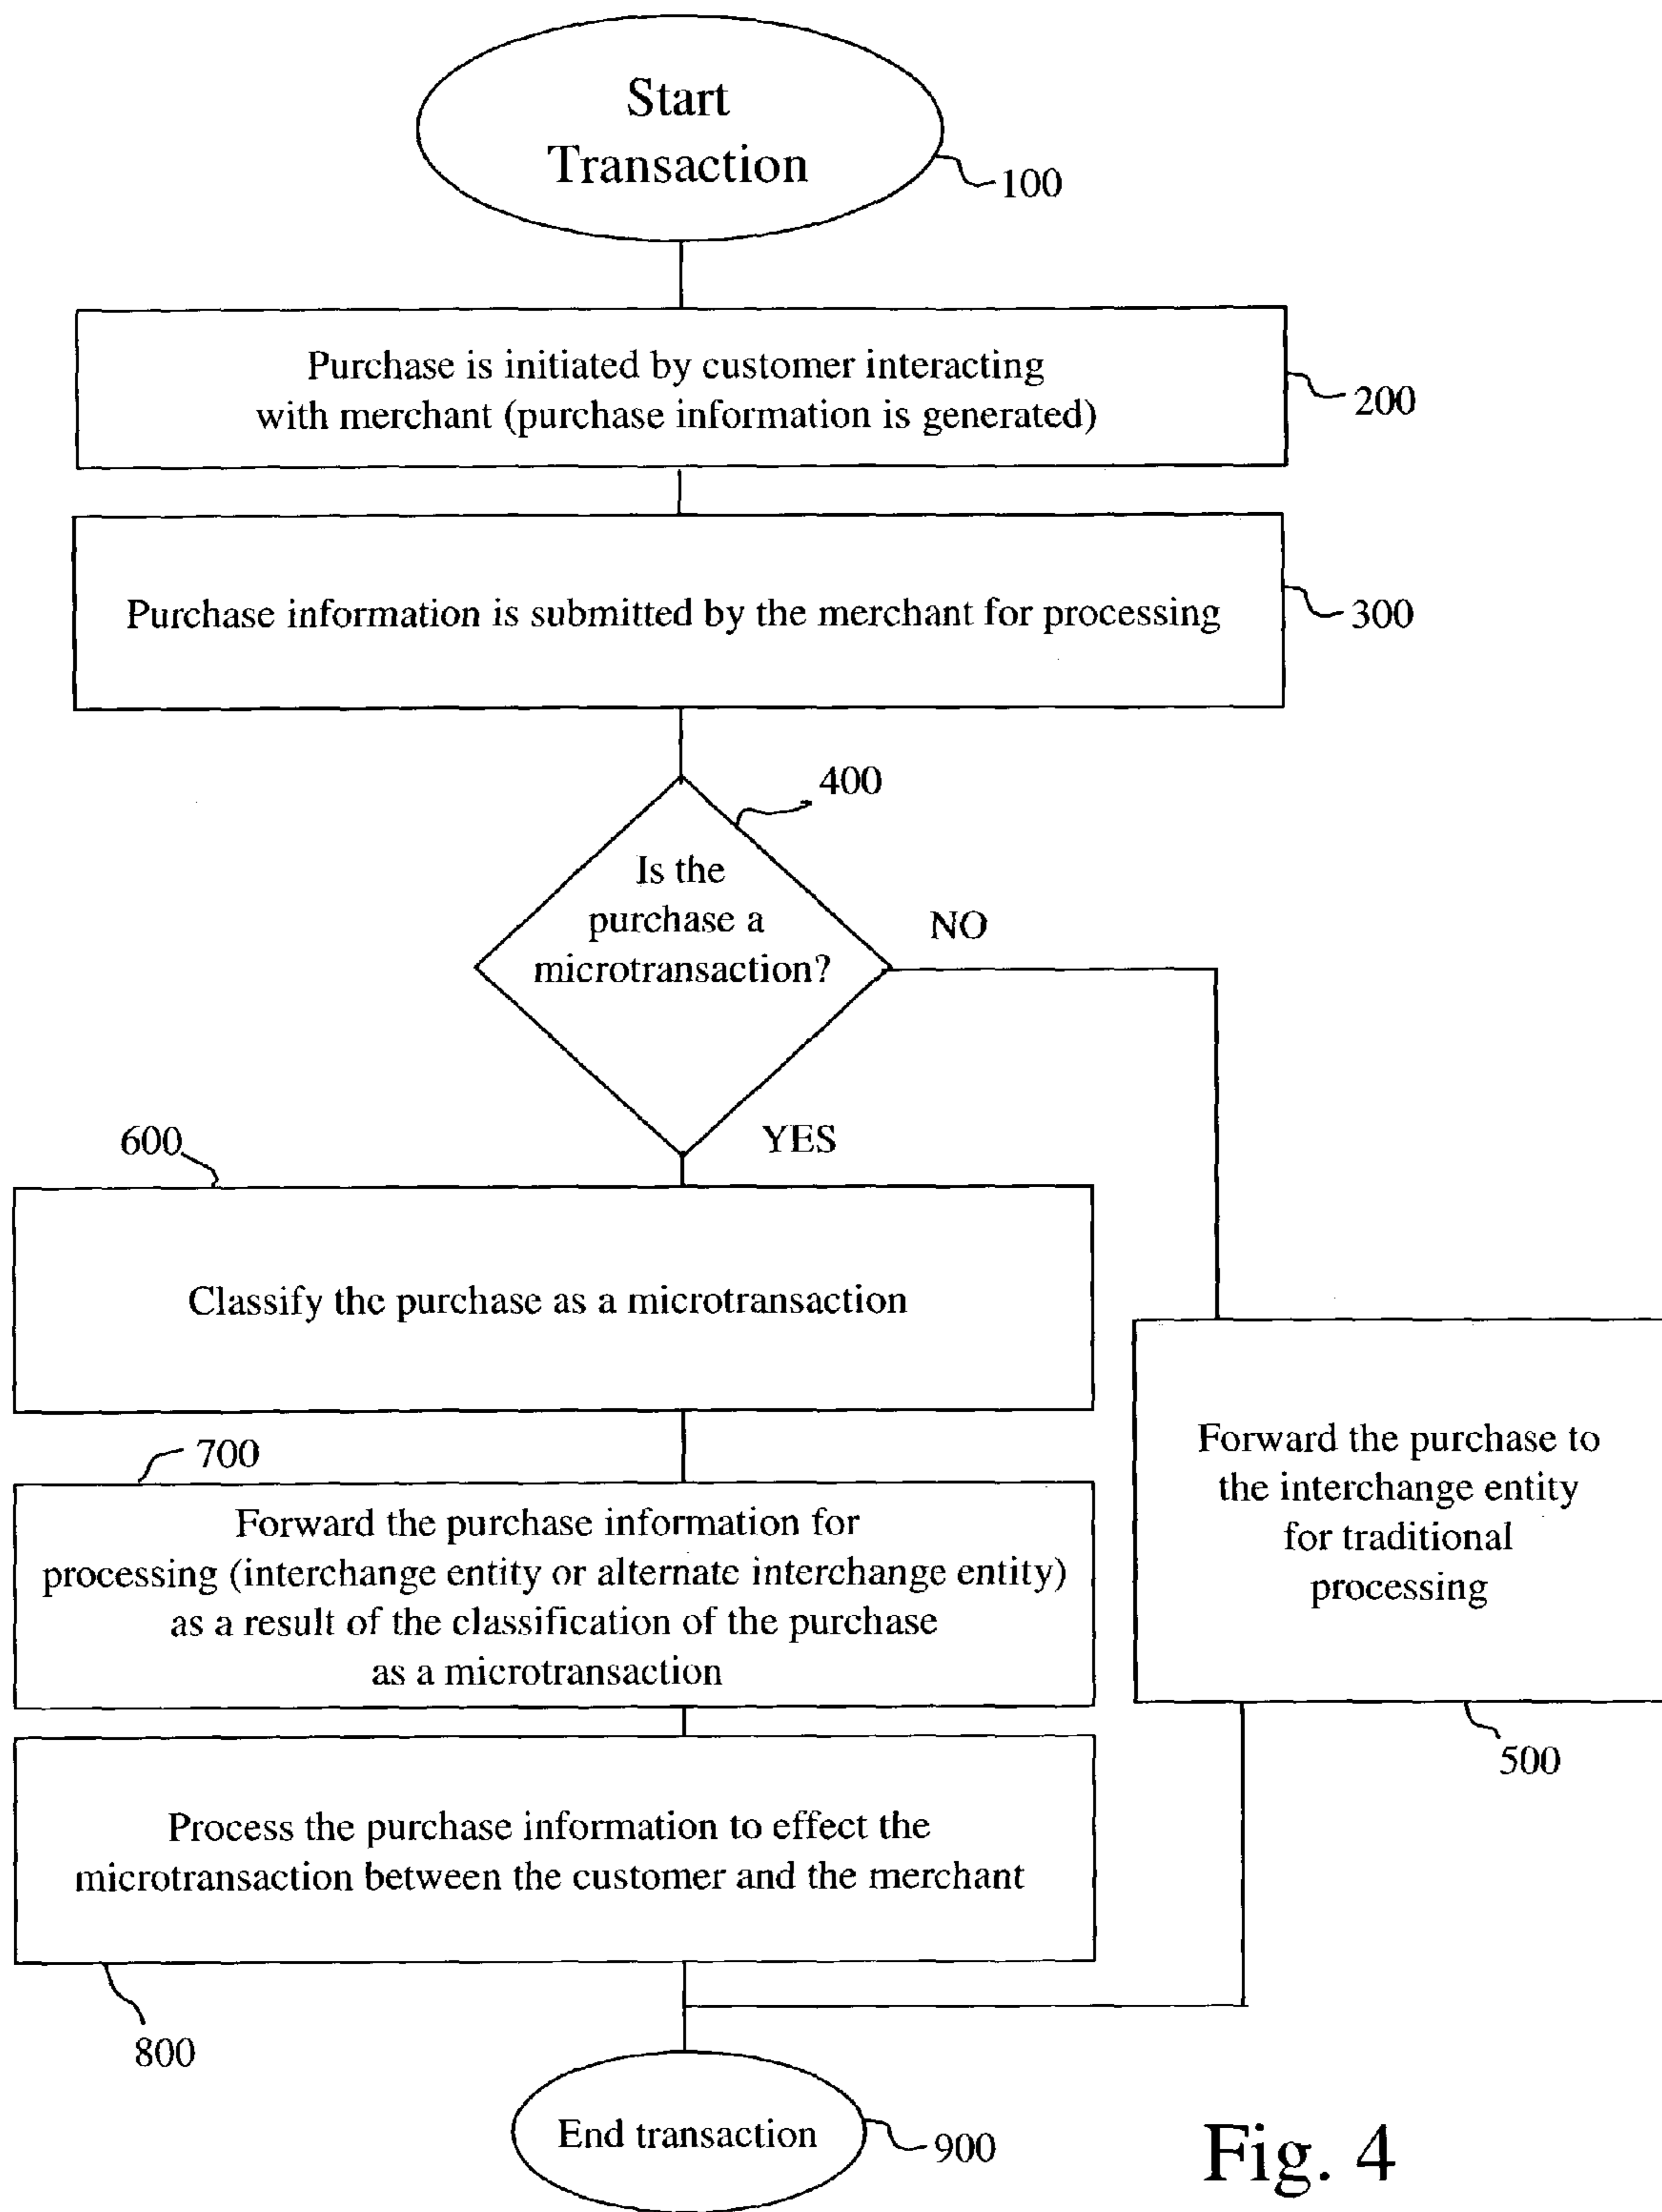 Start
Transaction
100
Purchase is initiated by customer interacting
with merchant (purchase information is generated)
200
Purchase information is submitted by the merchant for processing
300
400
Is the
purchase a
microtransaction?
NO
YES
600
Classify the purchase as a microtransaction
700
Forward the purchase information for
processing (interchange entity or alternate interchange entity)
as a result of the classification of the purchase
as a microtransaction
Forward the purchase to
the interchange entity
for traditional
processing
500
Process the purchase information to effect the
microtransaction between the customer and the merchant
800
End transaction
900
Fig. 4